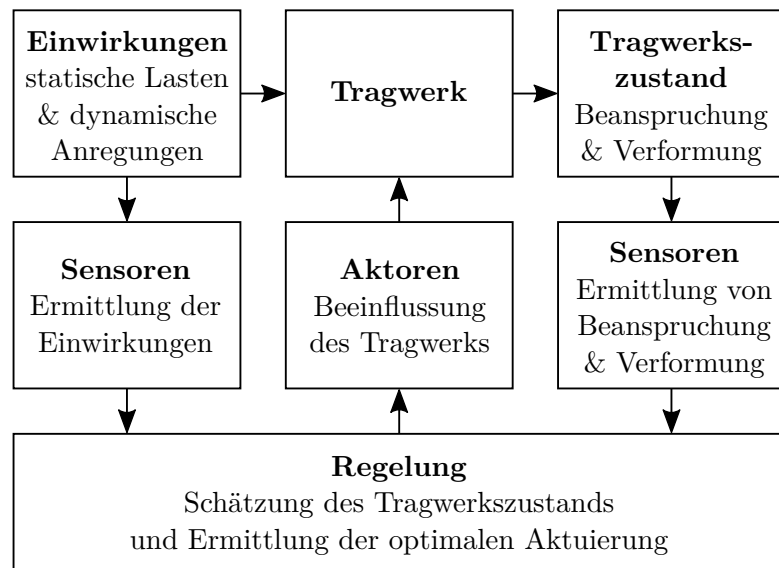 Einwirkungen
statische Lasten
& dynamische
Anregungen
Tragwerk
Tragwerks-
zustand
Beanspruchung
& Verformung
Sensoren
Ermittlung der
Einwirkungen
Aktoren
Beeinflussung
des Tragwerks
Sensoren
Ermittlung von
Beanspruchung
& Verformung
Regelung
Schätzung des Tragwerkszustands
und Ermittlung der optimalen Aktuierung